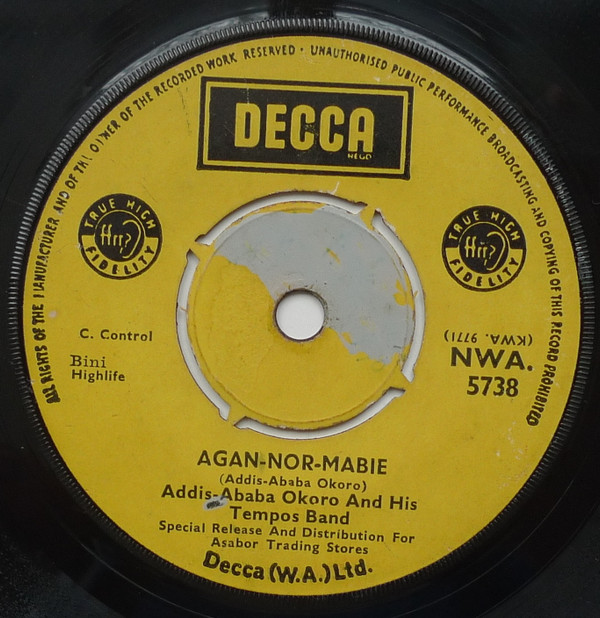 ALL RIGHTS OF THE MANUFACTURER AND OF THE OWNER OF THE RECORDED WORK RESERVED · UNAUTHORISED PUBLIC PERFORMANCE BROADCASTING AND COPYING OF THIS RECORD PROHIBITED
DECCA
REGD
TRUE HIGH
ffrr
FIDELITY
TRUE HIGH
ffrr
FIDELITY
C. Control
Bini
Highlife
(KWA. 9771)
NWA.
5738
AGAN-NOR-MABIE
(Addis-Ababa Okoro)
Addis-Ababa Okoro And His
Tempos Band
Special Release And Distribution For
Asabor Trading Stores
Decca (W.A.) Ltd.